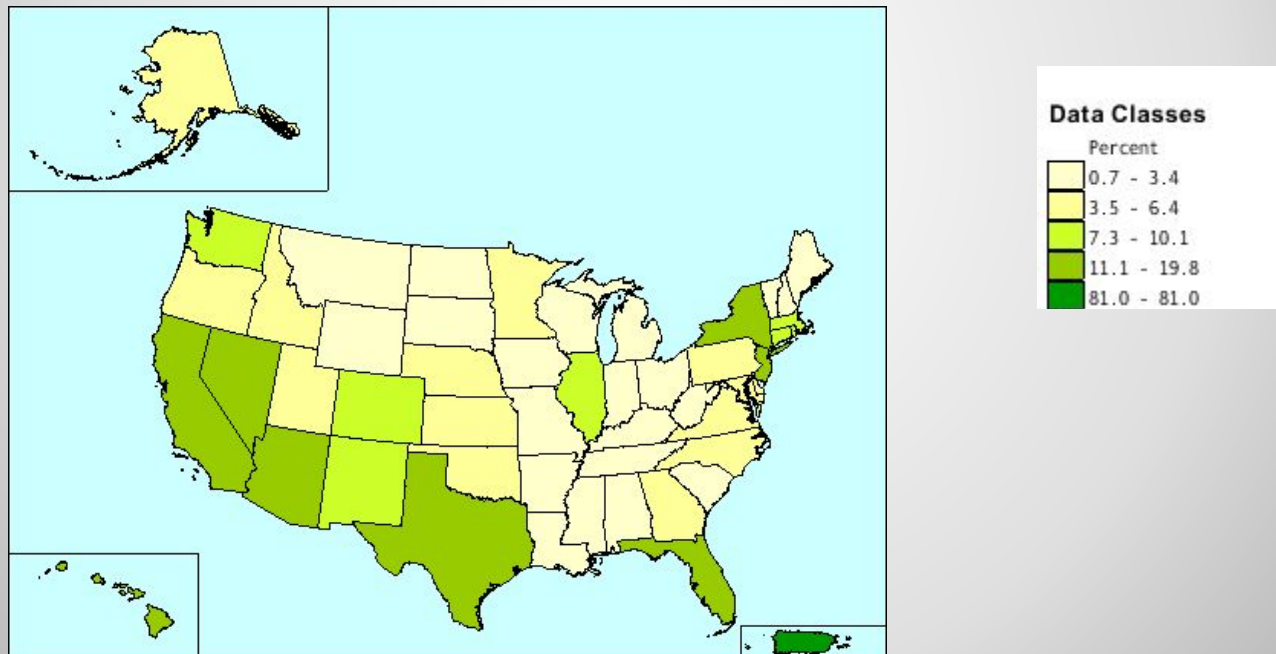 Data Classes
Percent
0.7 - 3.4
3.5 - 6.4
7.3 - 10.1
11.1 - 19.8
81.0 - 81.0